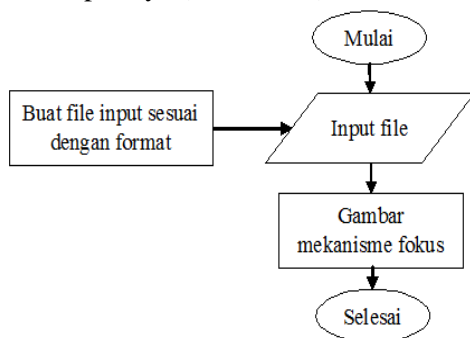 Mulai
Buat file input sesuai
dengan format
Input file
Gambar
mekanisme fokus
Selesai